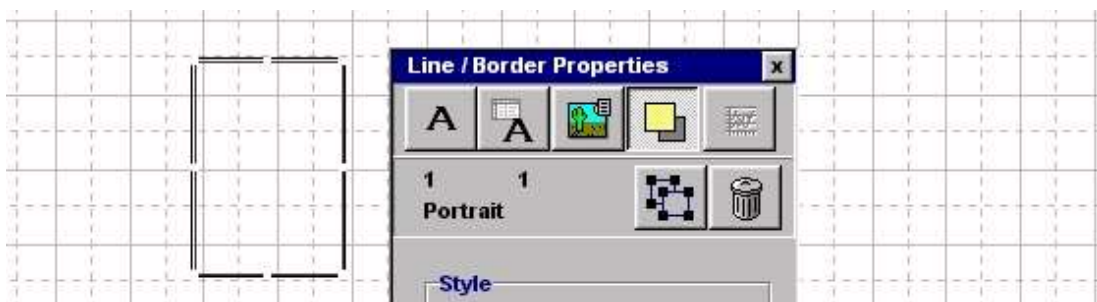 Line / Border Properties x
A A
1 1
Portrait
Style